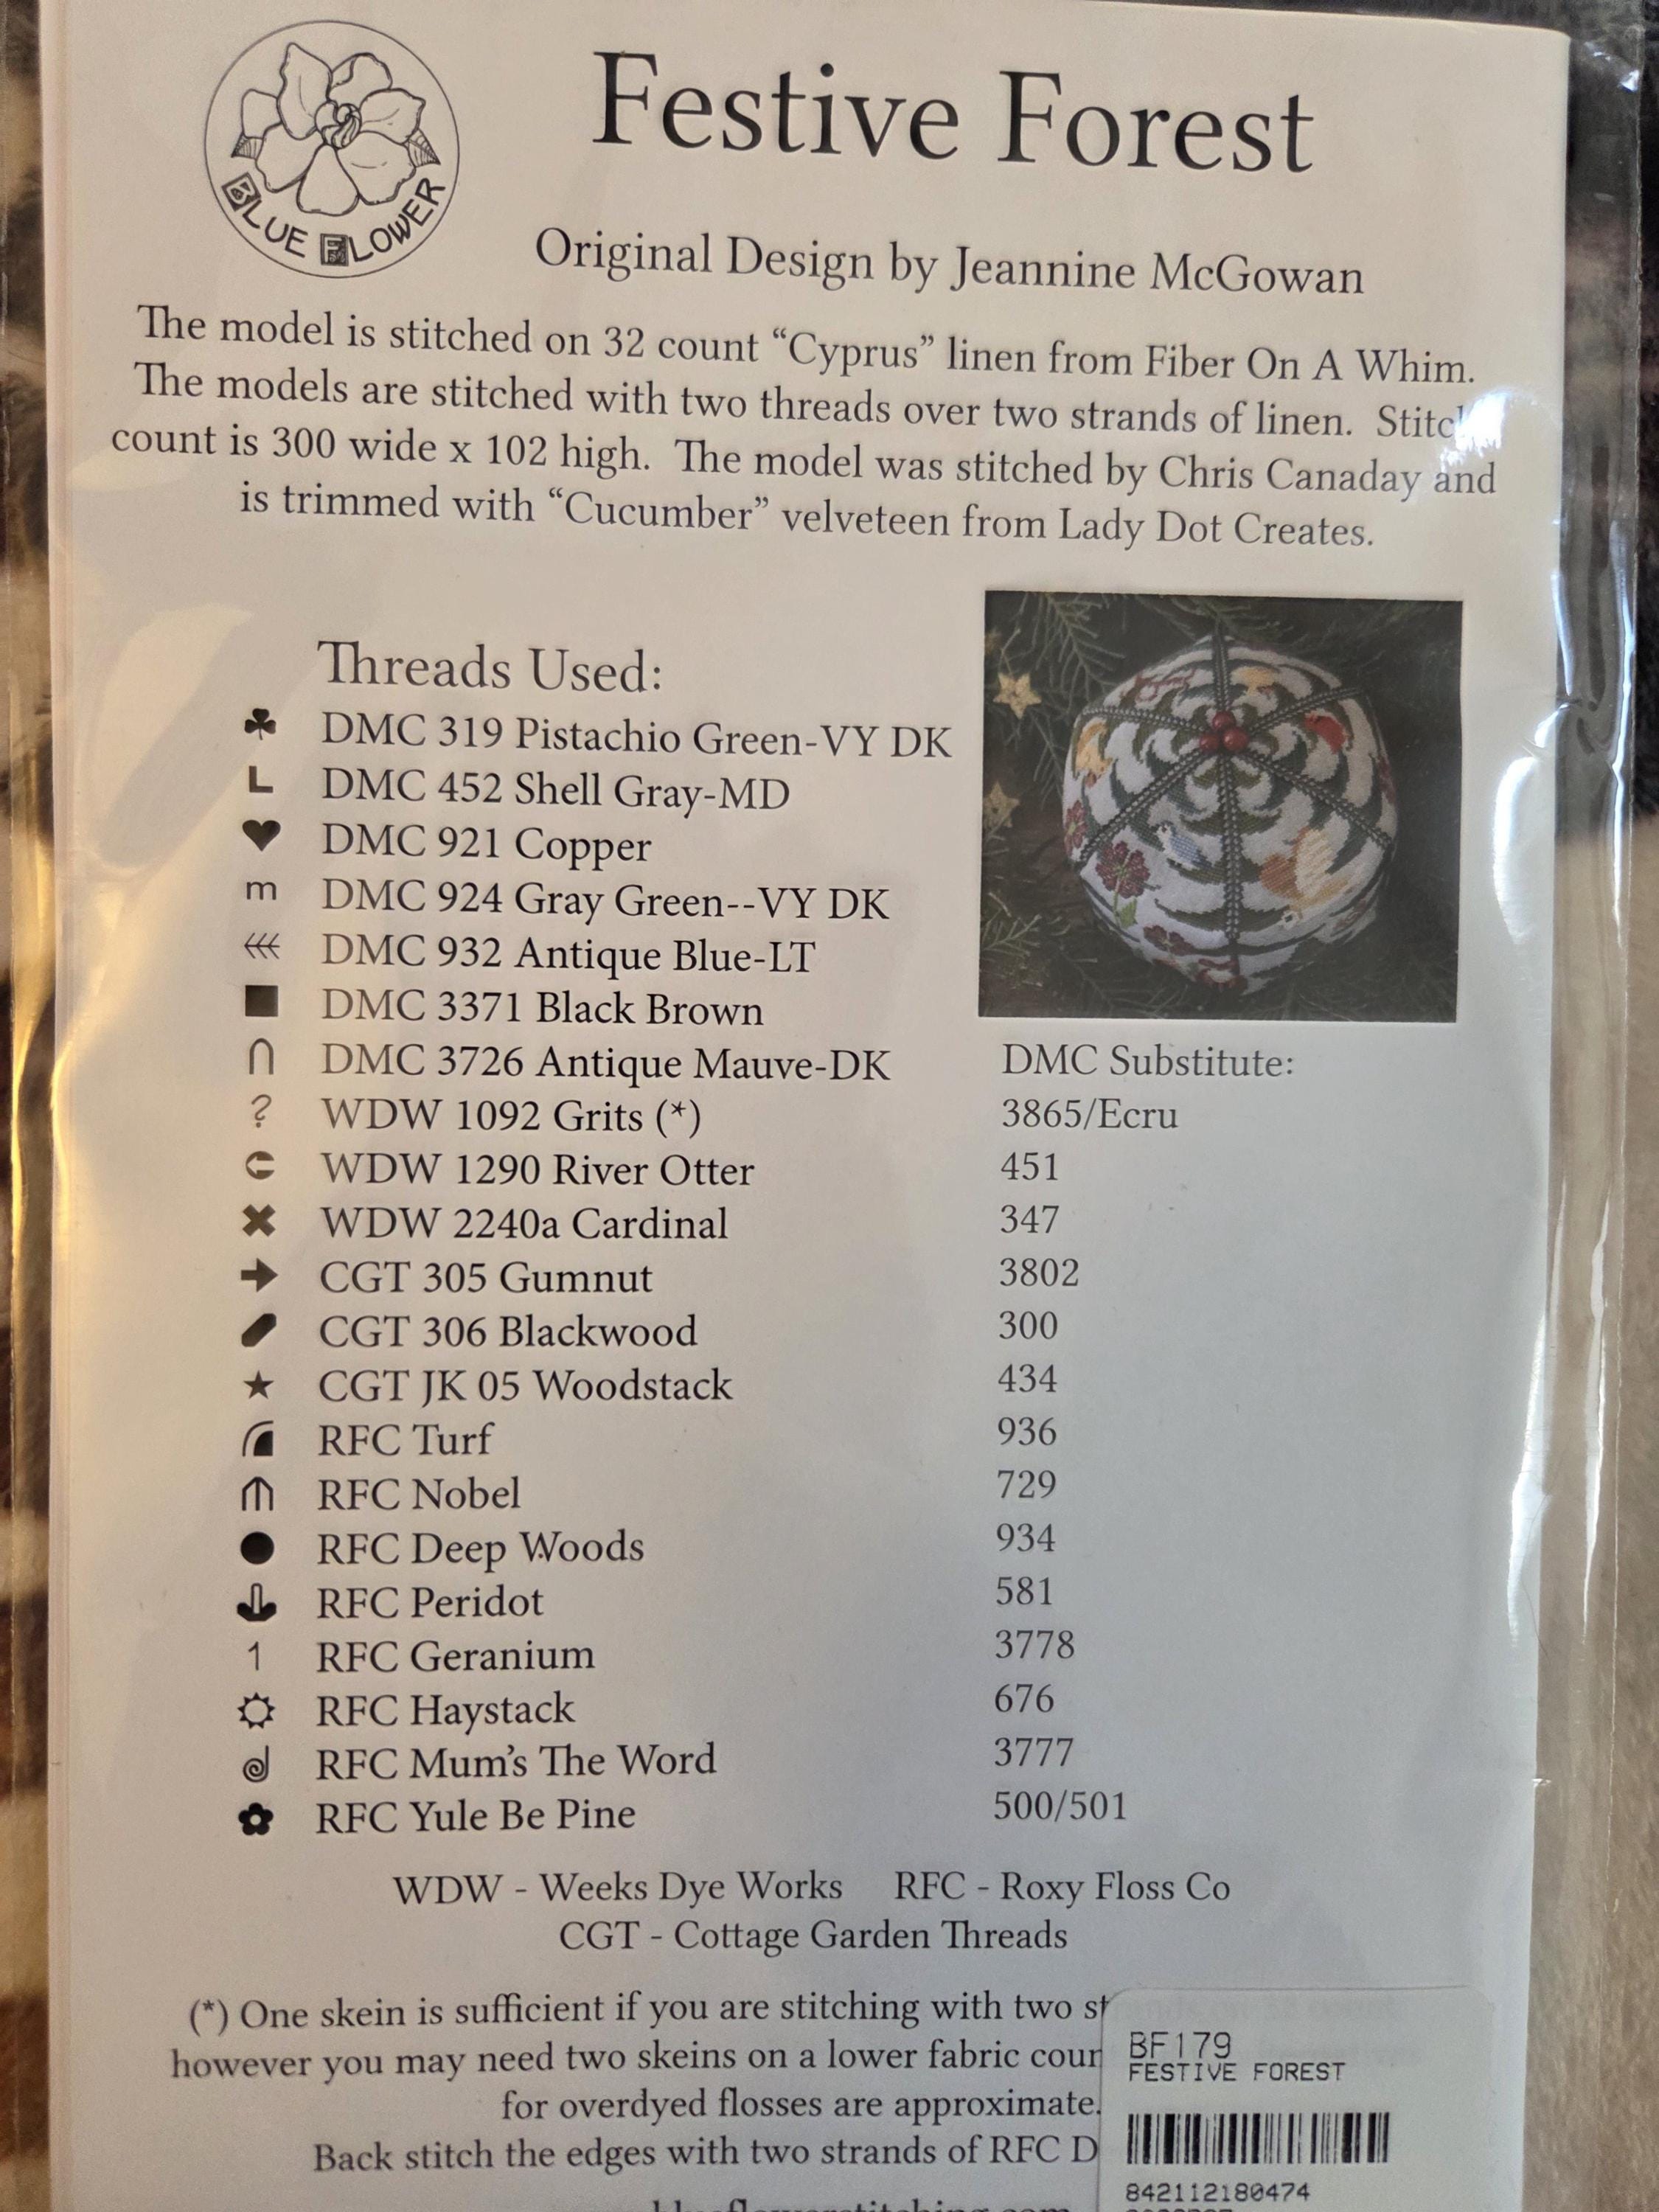 BLUE FLOWER
Festive Forest
Original Design by Jeannine McGowan
The model is stitched on 32 count “Cyprus” linen from Fiber On A Whim.
The models are stitched with two threads over two strands of linen. Stitch
count is 300 wide x 102 high. The model was stitched by Chris Canaday and
is trimmed with “Cucumber” velveteen from Lady Dot Creates.
Threads Used:
♣ DMC 319 Pistachio Green-VY DK
L DMC 452 Shell Gray-MD
♥ DMC 921 Copper
m DMC 924 Gray Green--VY DK
DMC 932 Antique Blue-LT
■ DMC 3371 Black Brown
∩ DMC 3726 Antique Mauve-DK DMC Substitute:
? WDW 1092 Grits (*) 3865/Ecru
WDW 1290 River Otter 451
✖ WDW 2240a Cardinal 347
➔ CGT 305 Gumnut 3802
CGT 306 Blackwood 300
★ CGT JK 05 Woodstack 434
RFC Turf 936
RFC Nobel 729
● RFC Deep Woods 934
RFC Peridot 581
1 RFC Geranium 3778
RFC Haystack 676
RFC Mum’s The Word 3777
RFC Yule Be Pine 500/501
WDW - Weeks Dye Works RFC - Roxy Floss Co
CGT - Cottage Garden Threads
(*) One skein is sufficient if you are stitching with two st
however you may need two skeins on a lower fabric coun
for overdyed flosses are approximate.
Back stitch the edges with two strands of RFC D
BF179
FESTIVE FOREST
842112180474